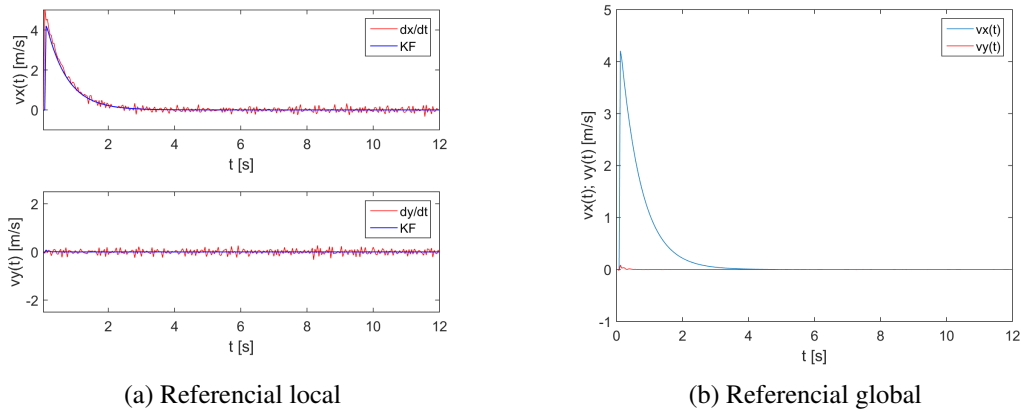 4
2
0
vx(t) [m/s]
dx/dt
KF
2 4 6 8 10 12
t [s]
2
0
-2
vy(t) [m/s]
dy/dt
KF
2 4 6 8 10 12
t [s]
(a) Referencial local
5
4
3
2
1
0
-1
vx(t); vy(t) [m/s]
vx(t)
vy(t)
0 2 4 6 8 10 12
t [s]
(b) Referencial global